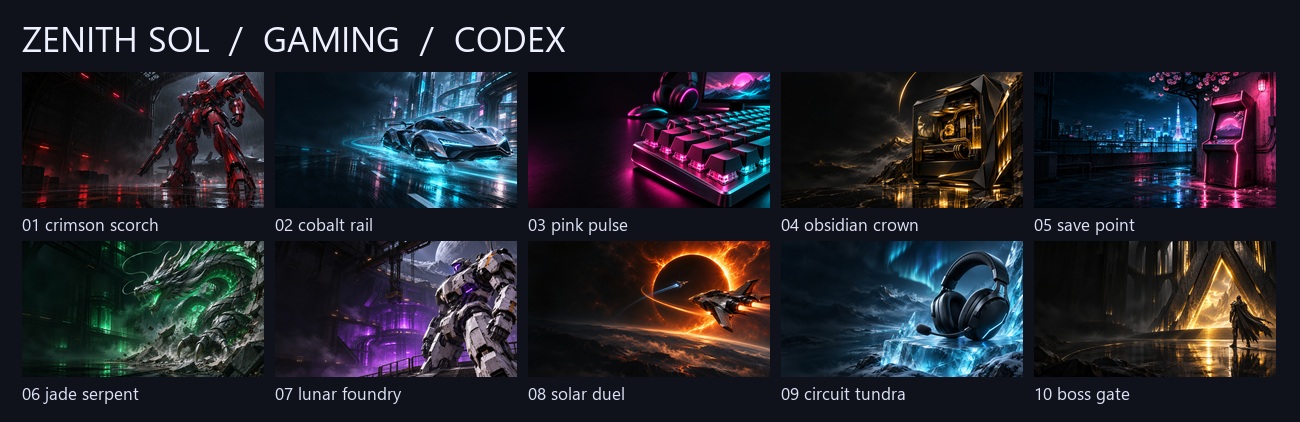 ZENITH SOL / GAMING / CODEX
01 crimson scorch
02 cobalt rail
03 pink pulse
04 obsidian crown
05 save point
06 jade serpent
07 lunar foundry
08 solar duel
09 circuit tundra
10 boss gate